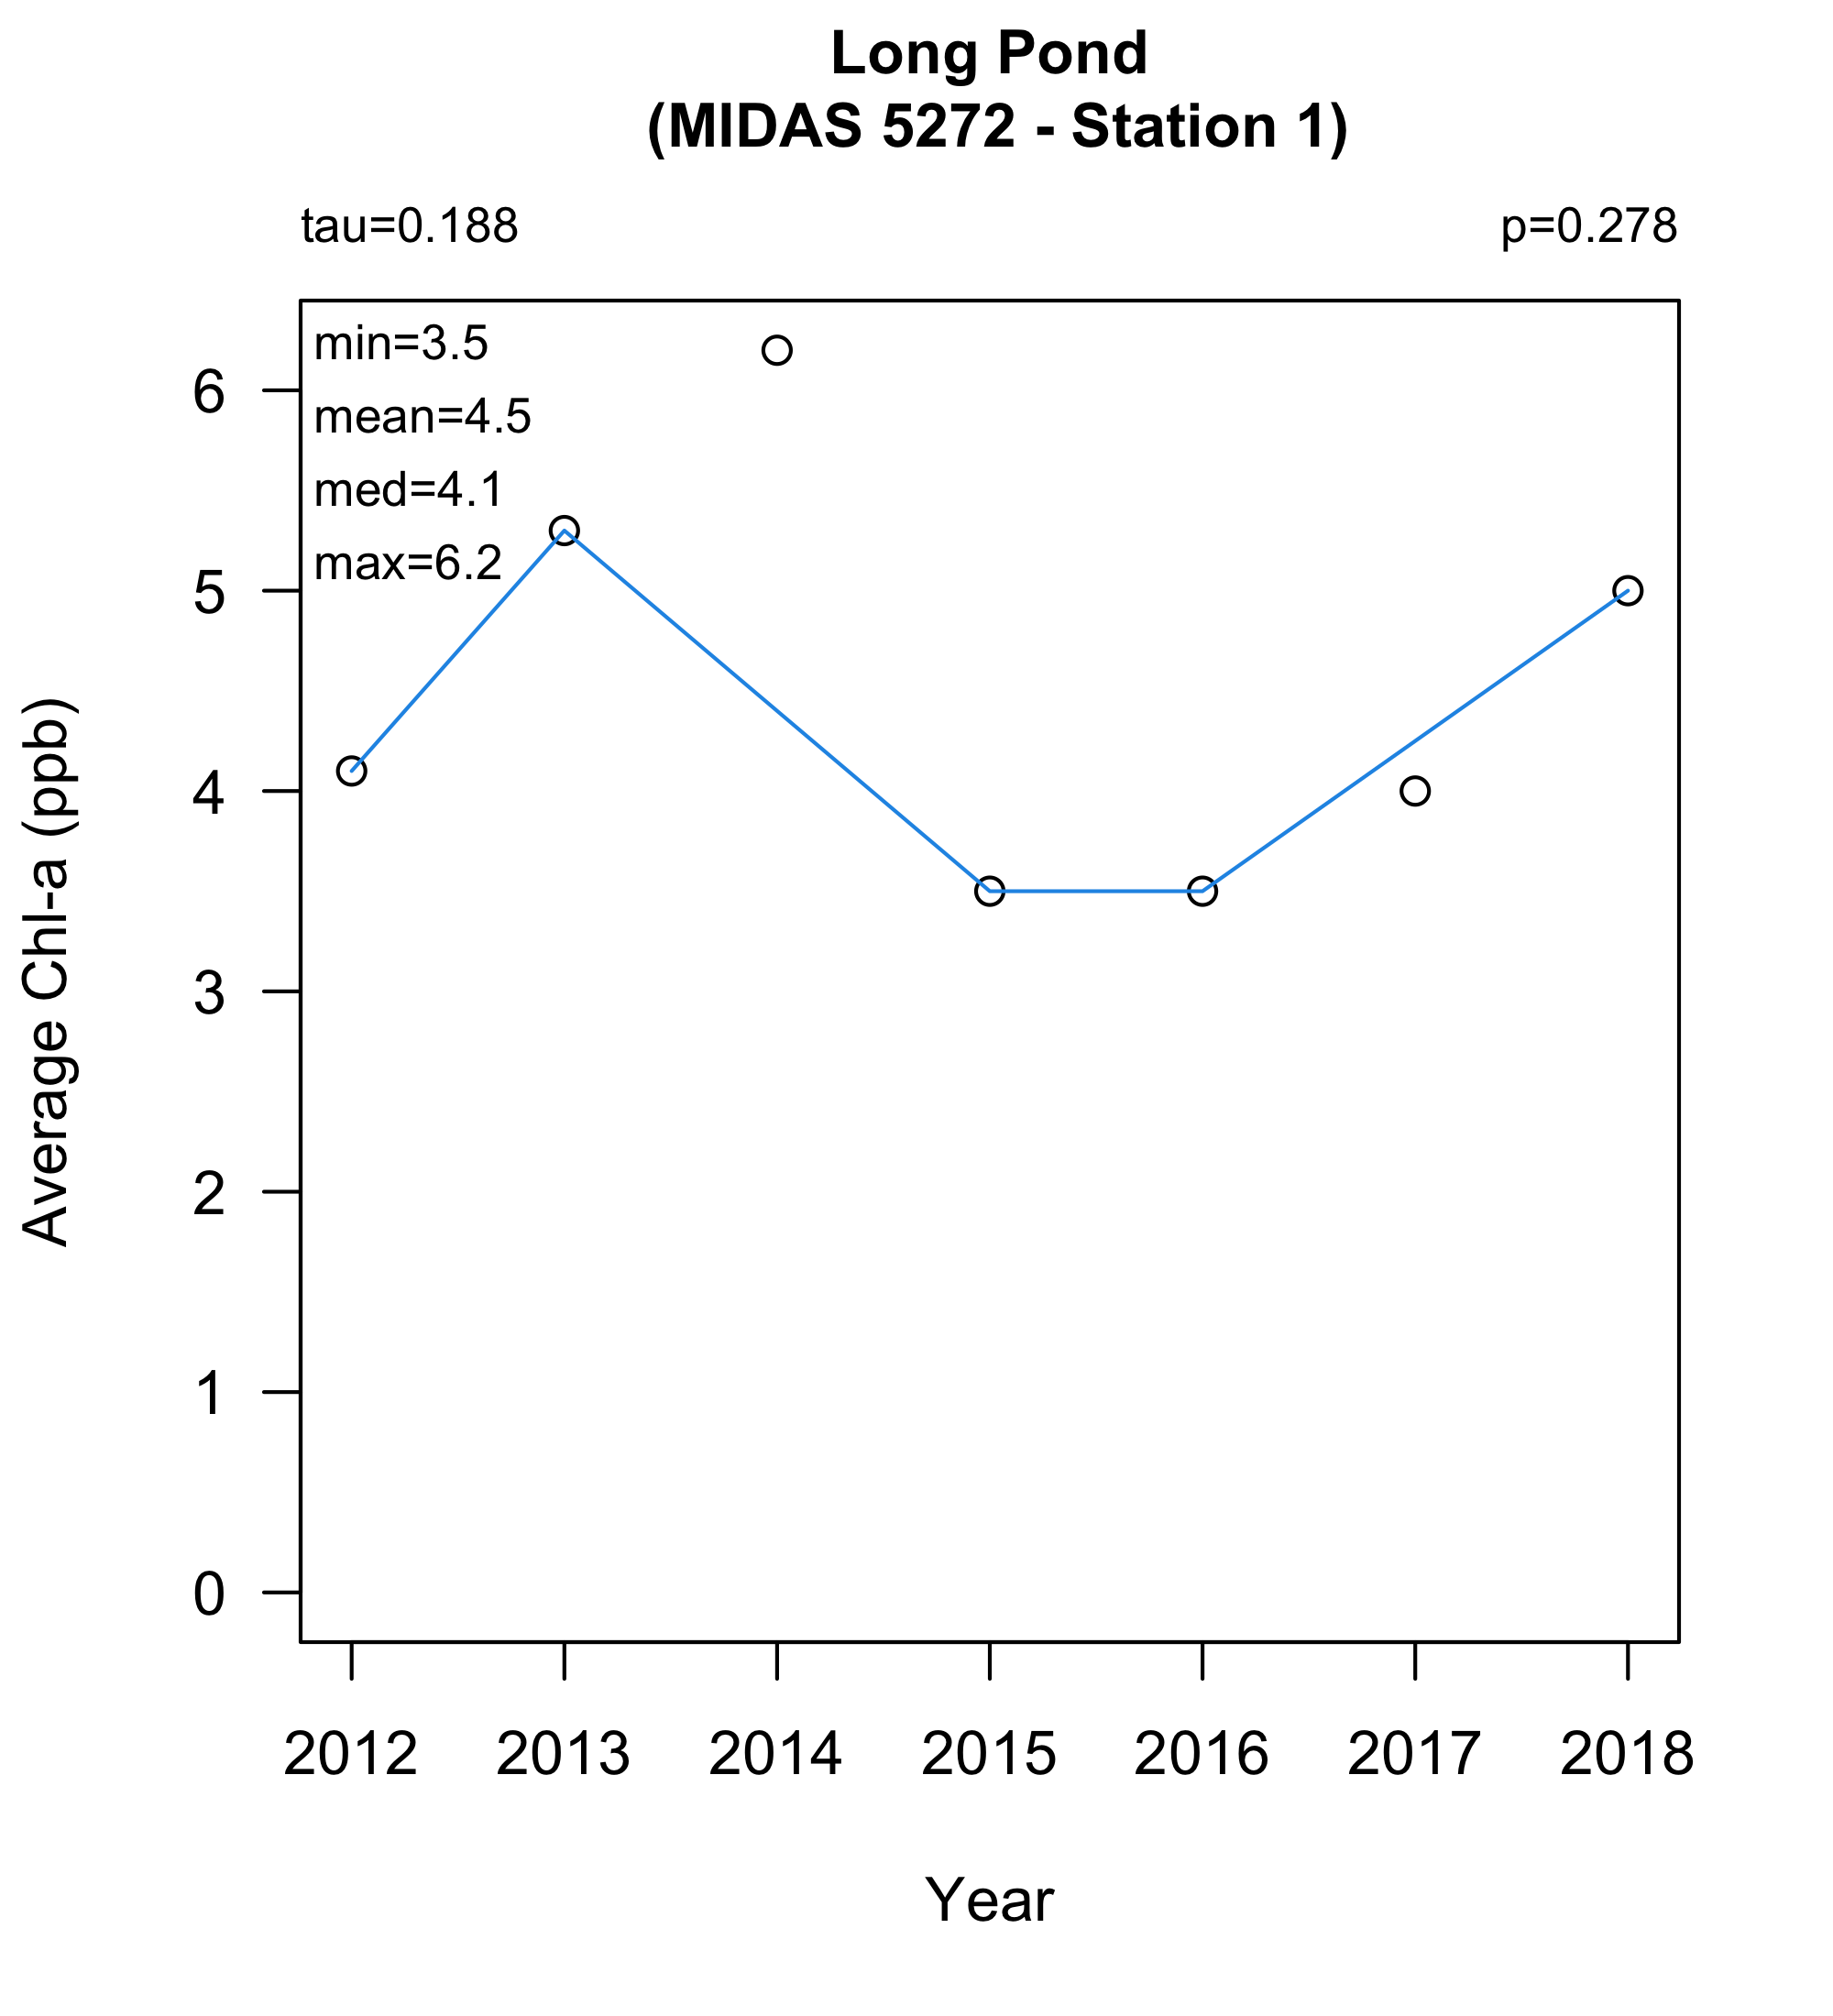 Long Pond
(MIDAS 5272 - Station 1)
tau=0.188
p=0.278
min=3.5
mean=4.5
med=4.1
max=6.2
6
5
4
3
2
1
0
Average Chl-a (ppb)
2012 2013 2014 2015 2016 2017 2018
Year